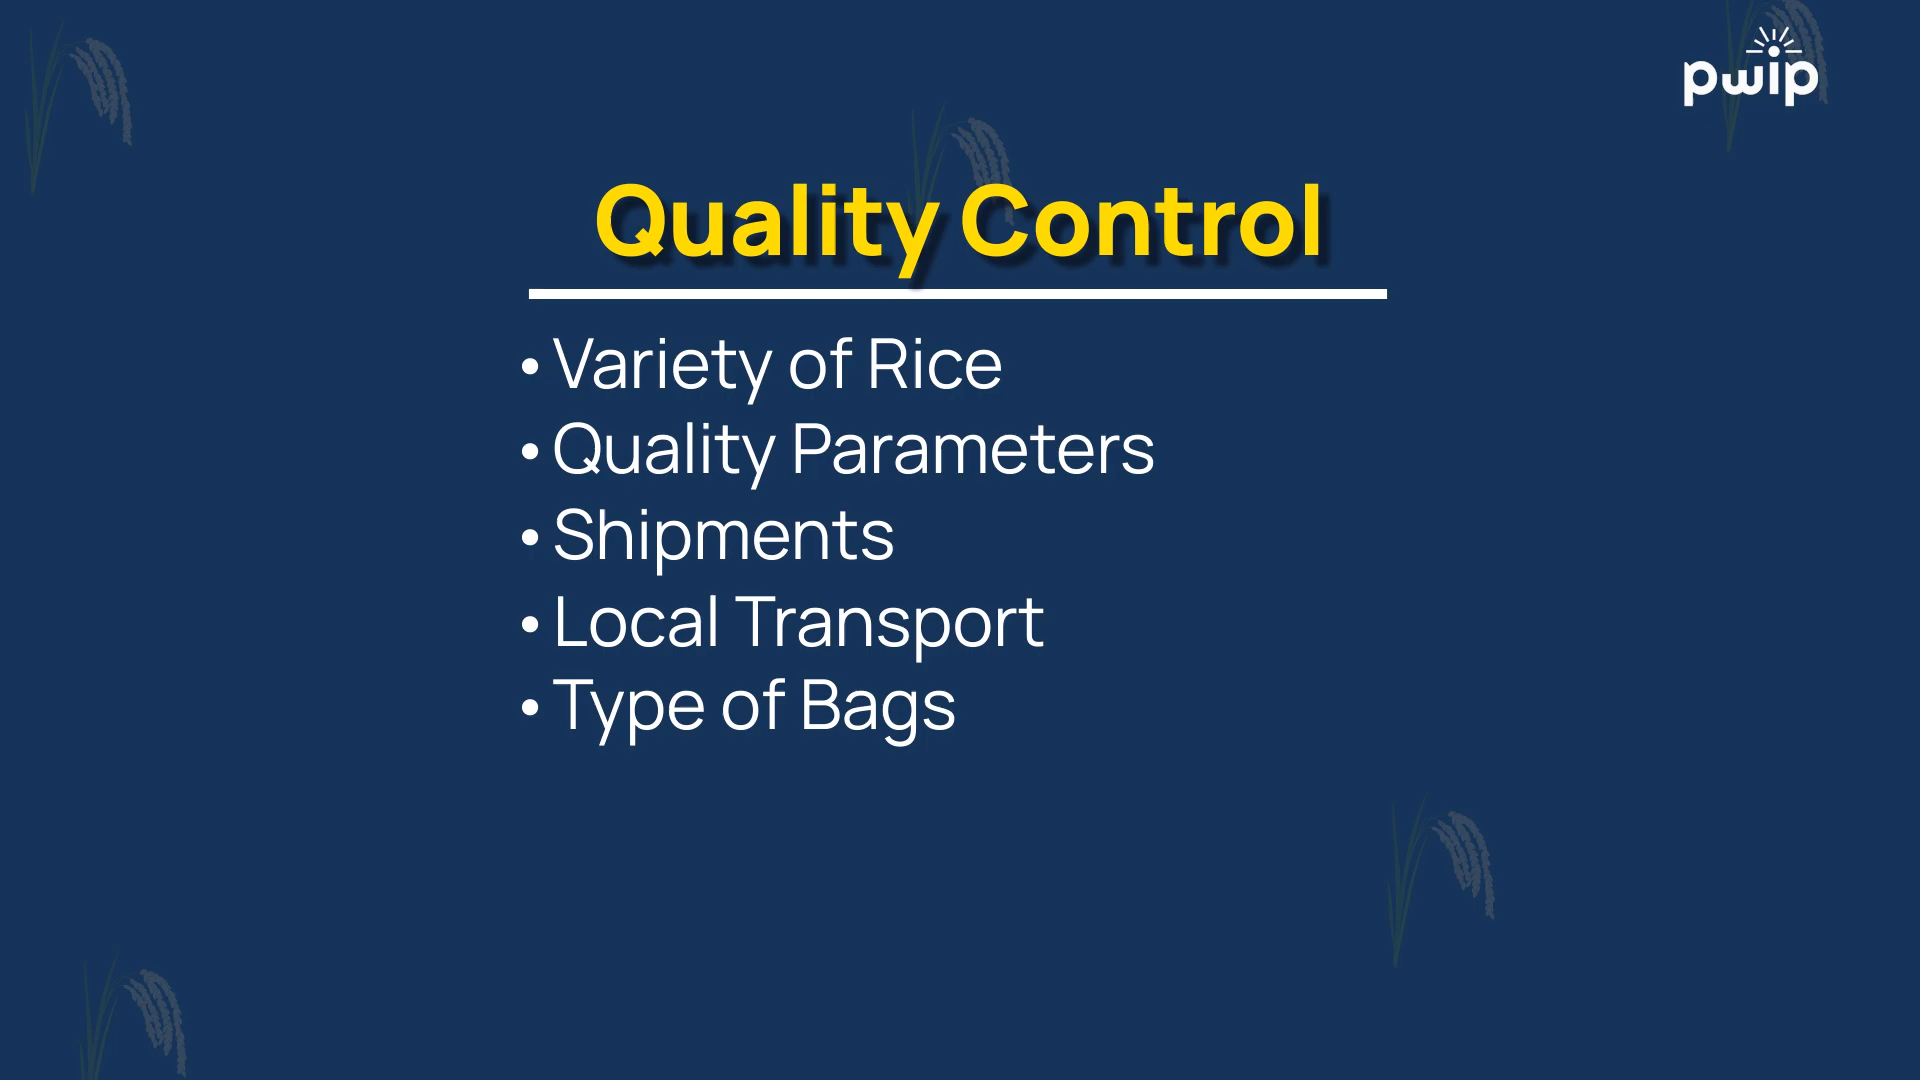 pwip
Quality Control
• Variety of Rice
• Quality Parameters
• Shipments
• Local Transport
• Type of Bags